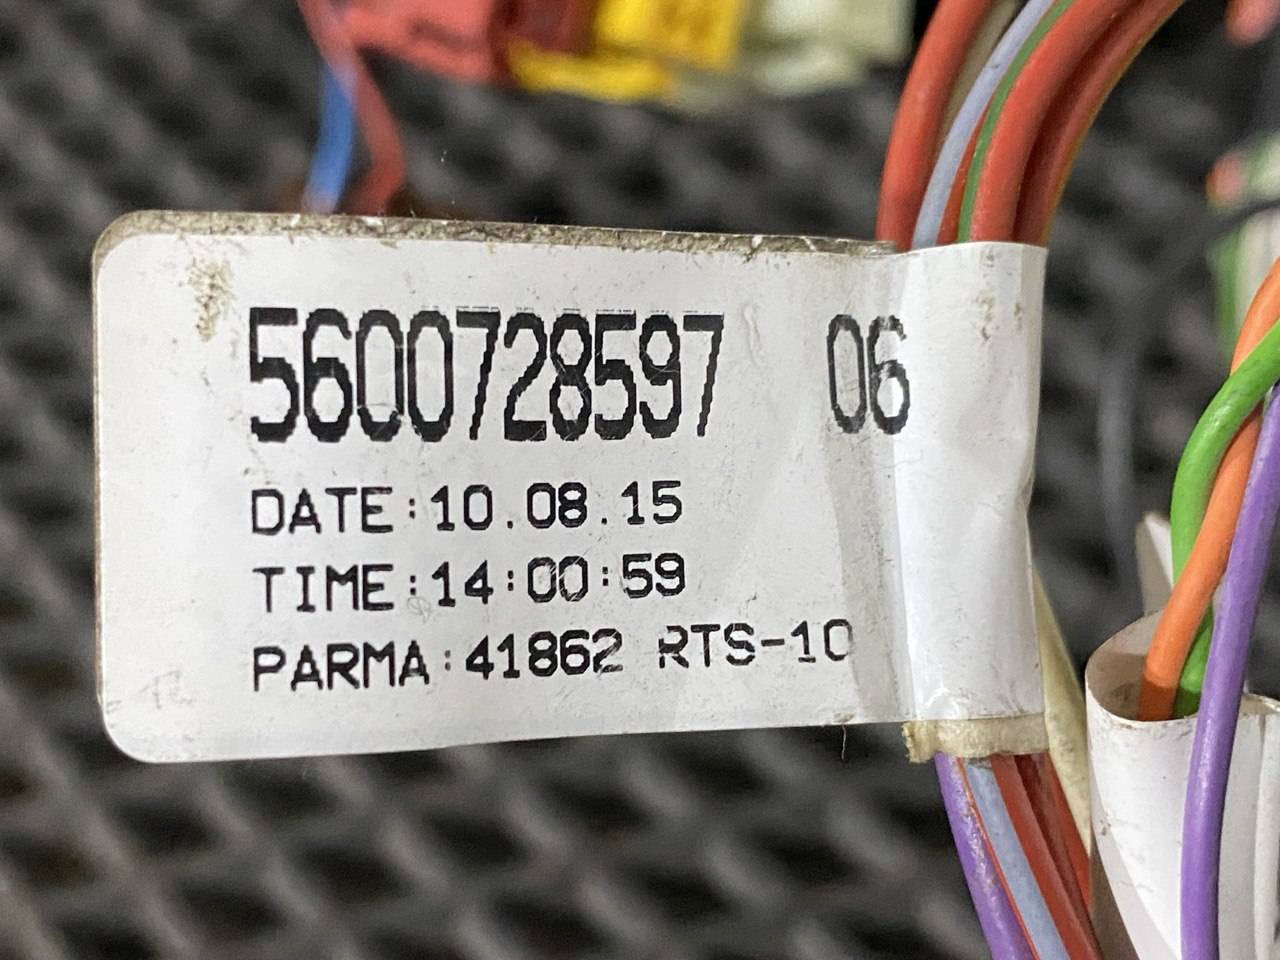 5600728597 06
DATE:10.08.15
TIME:14:00:59
PARMA:41862 RTS-10